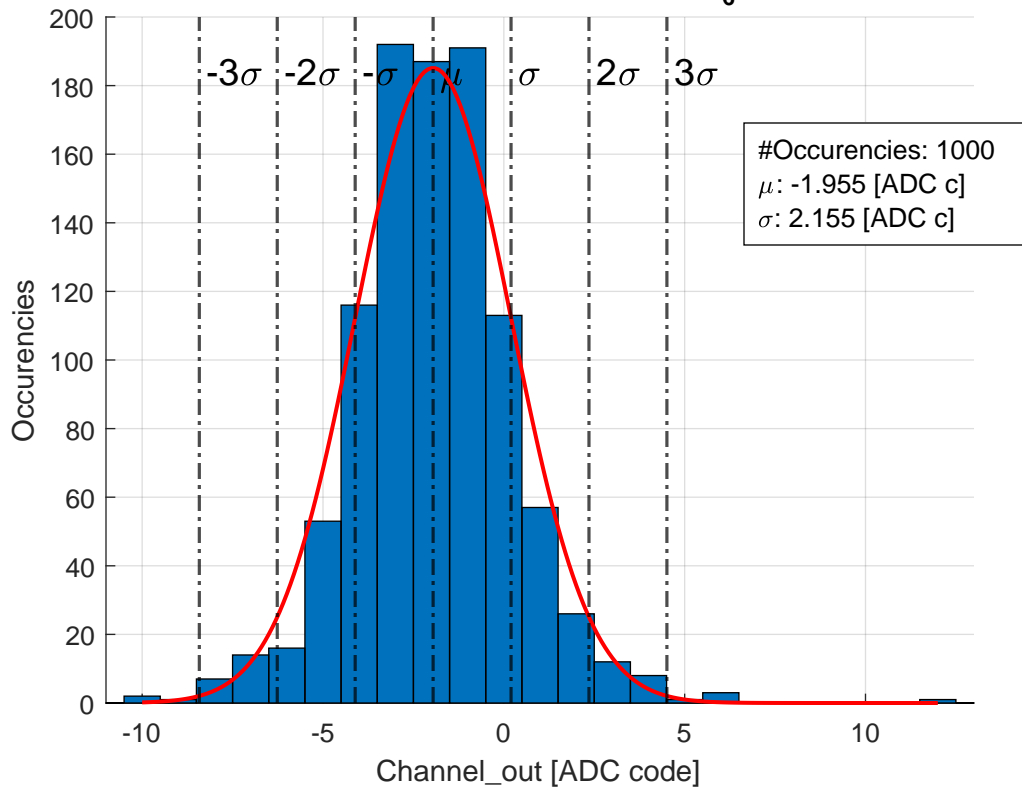 200
180
160
140
120
100
80
60
40
20
0
-3σ -2σ -σ μ σ 2σ 3σ
#Occurencies: 1000
μ: -1.955 [ADC c]
σ: 2.155 [ADC c]
Occurencies
-10 -5 0 5 10
Channel_out [ADC code]